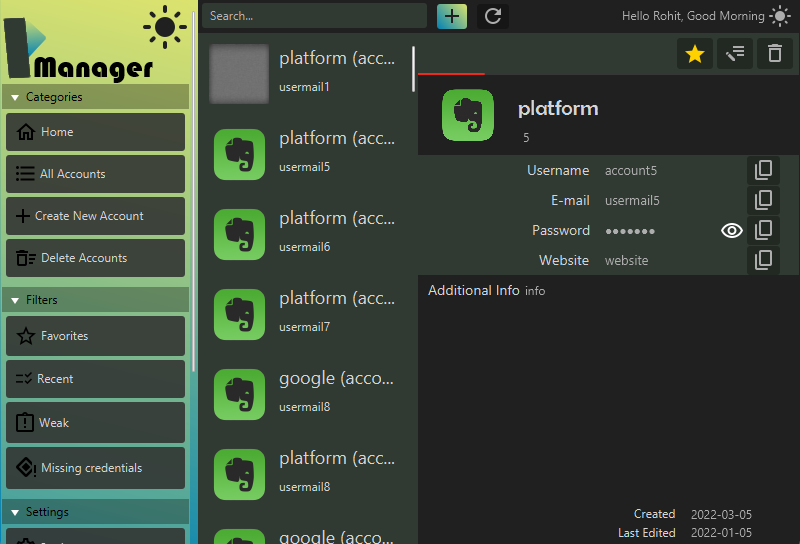 Manager
Categories
Home
All Accounts
Create New Account
Delete Accounts
Filters
Favorites
Recent
Weak
Missing credentials
Settings
Search...
Hello Rohit, Good Morning
platform (acc...
usermail1
platform (acc...
usermail5
platform (acc...
usermail6
platform (acc...
usermail7
google (acco...
usermail8
platform (acc...
usermail8
google (acco...
platform
5
Username account5
E-mail usermail5
Password •••••••
Website website
Additional Info info
Created 2022-03-05
Last Edited 2022-01-05